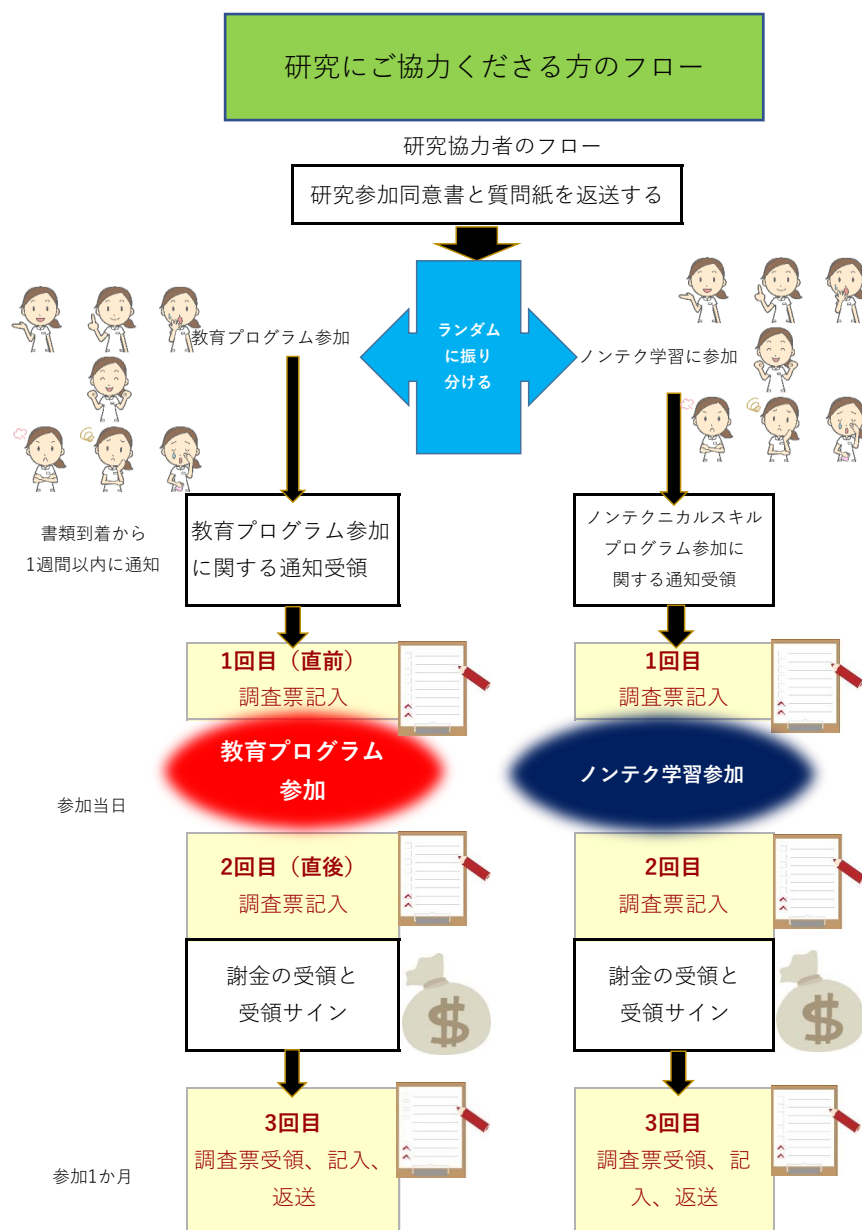 研究にご協力くださる方のフロー
研究協力者のフロー
研究参加同意書と質問紙を返送する
ランダム
に振り
分ける
教育プログラム参加
ノンテク学習に参加
書類到着から
1週間以内に通知
教育プログラム参加
に関する通知受領
ノンテクニカルスキル
プログラム参加に
関する通知受領
1回目（直前）
調査票記入
1回目
調査票記入
教育プログラム
参加
ノンテク学習参加
参加当日
2回目（直後）
調査票記入
2回目
調査票記入
謝金の受領と
受領サイン
謝金の受領と
受領サイン
$
$
3回目
調査票受領、記入、
返送
3回目
調査票受領、記
入、返送
参加1か月